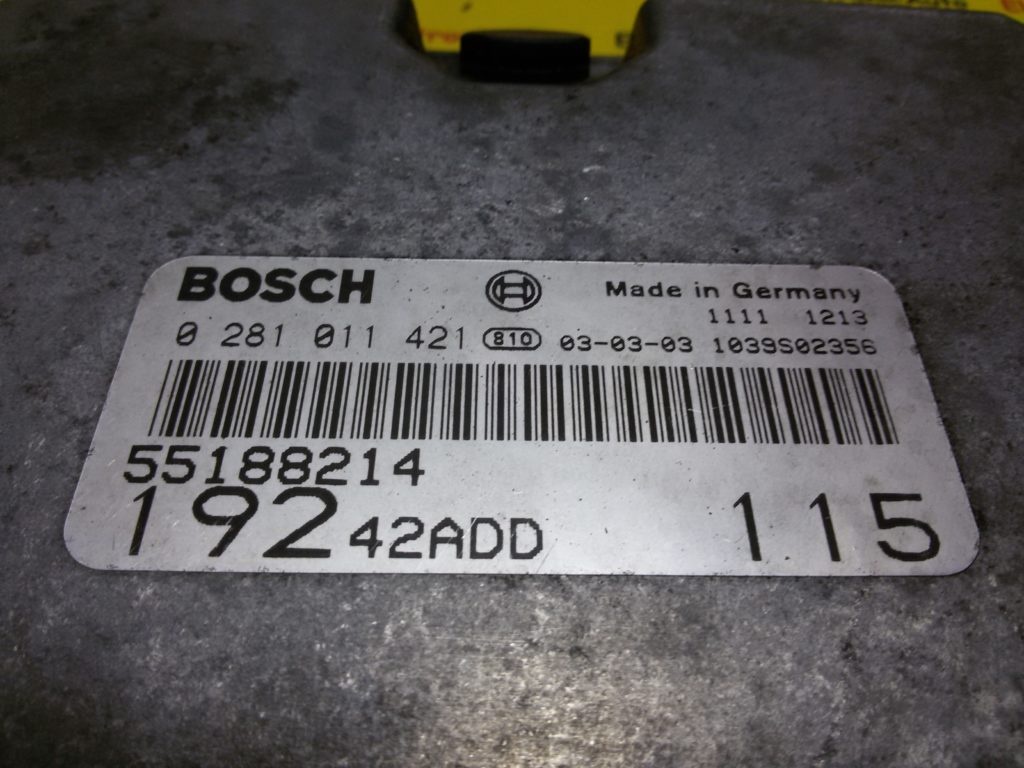 BOSCH Made in Germany
1111 1213
0 281 011 421 810 03-03-03 1039S02356
55188214
192 42ADD 115